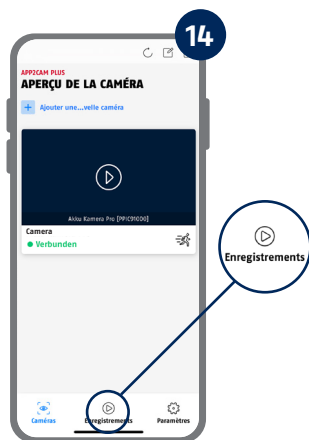 14
APP2CAM PLUS
APERÇU DE LA CAMÉRA
+ Ajouter une...velle caméra
Akku Kamera Pro [PPIC91000]
Camera
Verbunden
Enregistrements
Caméras
Enregistrements
Paramètres